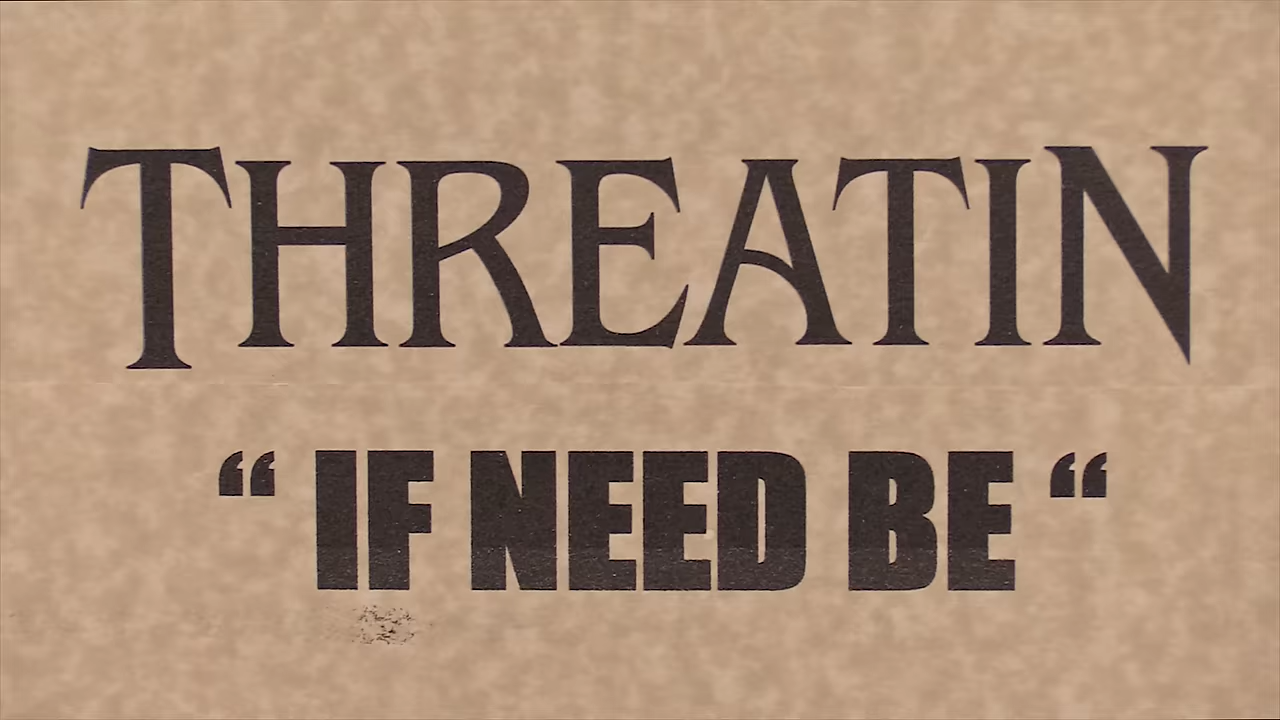 THREATIN
“ IF NEED BE “